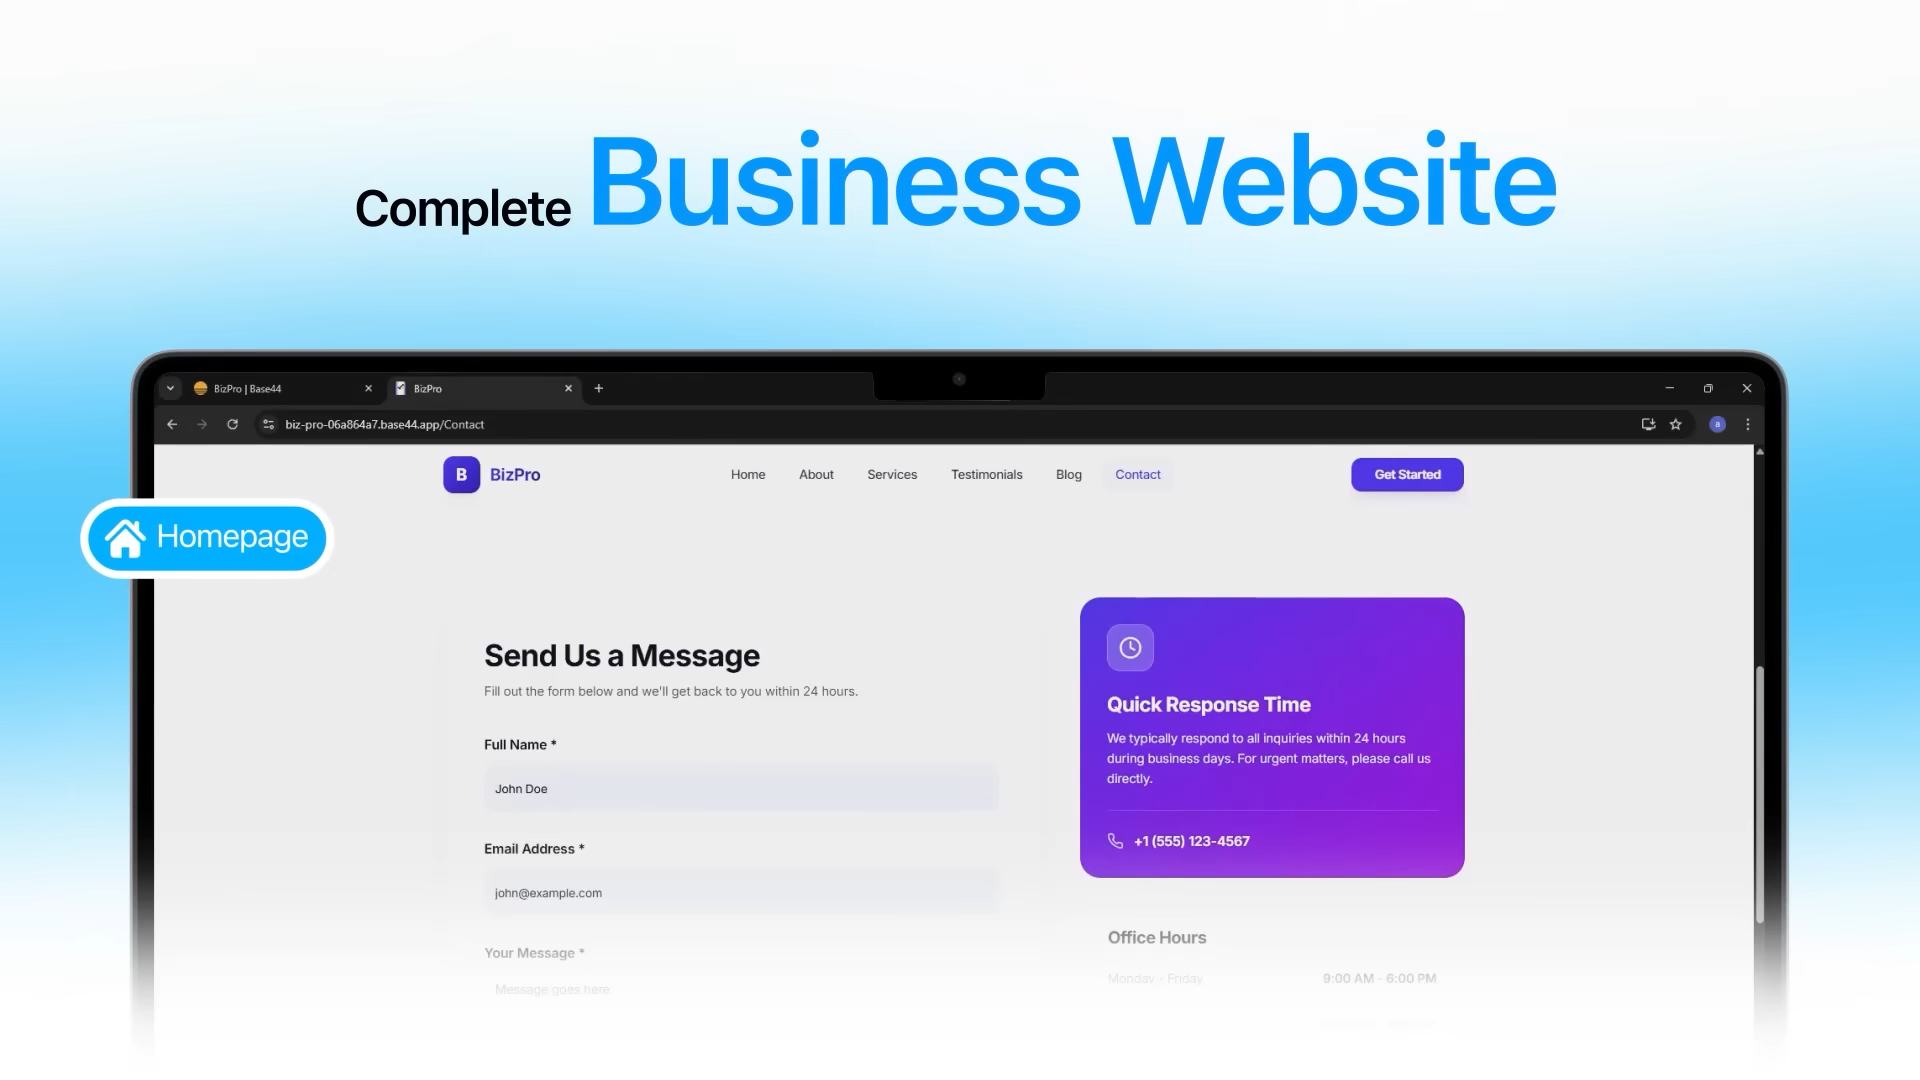 Complete Business Website
BizPro | Base44
BizPro
biz-pro-06a864a7.base44.app/Contact
a
B BizPro
Home
About
Services
Testimonials
Blog
Contact
Get Started
Homepage
Send Us a Message
Fill out the form below and we'll get back to you within 24 hours.
Full Name *
John Doe
Email Address *
john@example.com
Your Message *
Message goes here
Quick Response Time
We typically respond to all inquiries within 24 hours
during business days. For urgent matters, please call us
directly.
+1 (555) 123-4567
Office Hours
Monday - Friday
9:00 AM - 6:00 PM